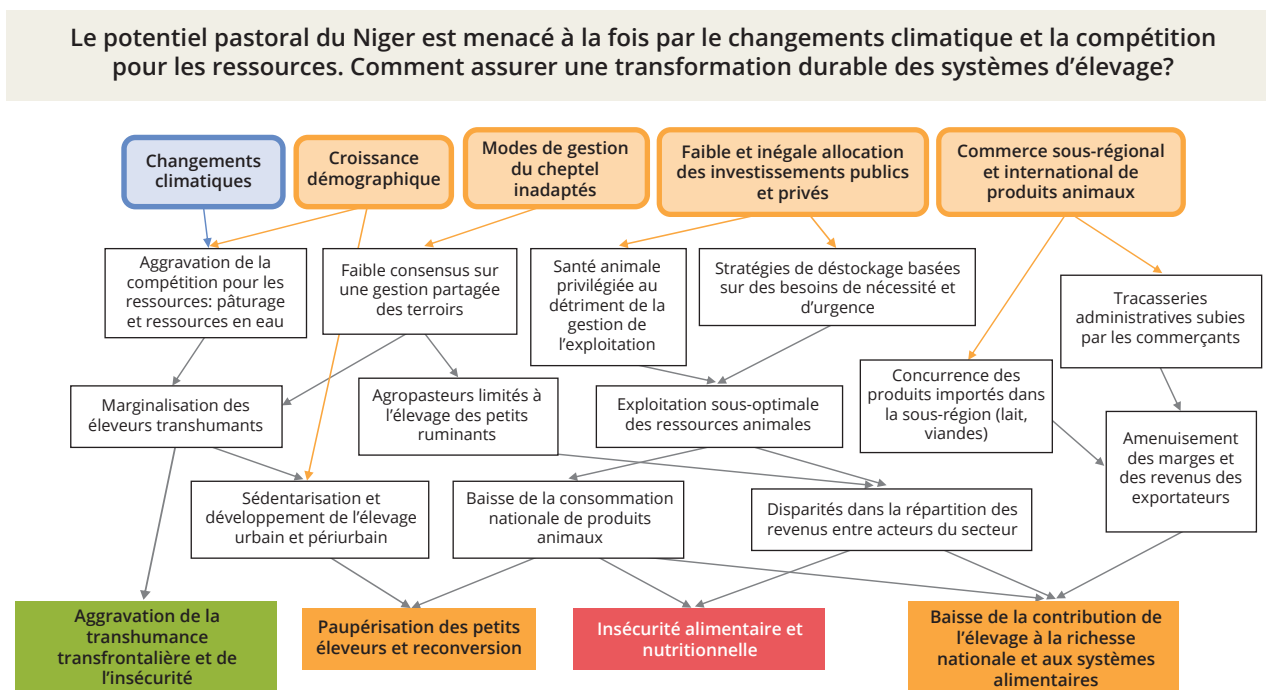 Le potentiel pastoral du Niger est menacé à la fois par le changements climatique et la compétition
pour les ressources. Comment assurer une transformation durable des systèmes d'élevage?
Changements
climatiques
Croissance
démographique
Modes de gestion
du cheptel
inadaptés
Faible et inégale allocation
des investissements publics
et privés
Commerce sous-régional
et international de
produits animaux
Aggravation de la
compétition pour les
ressources: pâturage
et ressources en eau
Faible consensus sur
une gestion partagée
des terroirs
Santé animale
privilégiée au
détriment de la
gestion de
l'exploitation
Stratégies de déstockage basées
sur des besoins de nécessité et
d'urgence
Tracasseries
administratives subies
par les commerçants
Marginalisation des
éleveurs transhumants
Agropasteurs limités à
l'élevage des petits
ruminants
Exploitation sous-optimale
des ressources animales
Concurrence des
produits importés dans
la sous-région (lait,
viandes)
Amenuisement
des marges et
des revenus des
exportateurs
Sédentarisation et
développement de l'élevage
urbain et périurbain
Baisse de la consommation
nationale de produits
animaux
Disparités dans la répartition des
revenus entre acteurs du secteur
Aggravation de la
transhumance
transfrontalière et de
l'insécurité
Paupérisation des petits
éleveurs et reconversion
Insécurité alimentaire et
nutritionnelle
Baisse de la contribution de
l'élevage à la richesse
nationale et aux systèmes
alimentaires